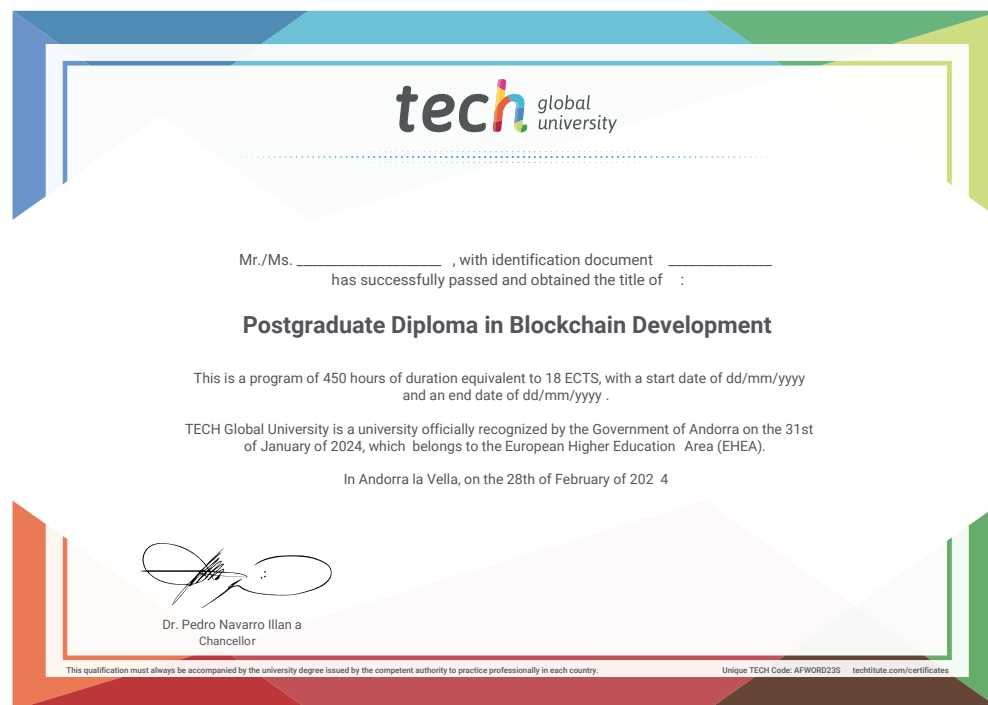 tech global
university
Mr./Ms. ____________________ , with identification document ______________
has successfully passed and obtained the title of :
Postgraduate Diploma in Blockchain Development
This is a program of 450 hours of duration equivalent to 18 ECTS, with a start date of dd/mm/yyyy
and an end date of dd/mm/yyyy .
TECH Global University is a university officially recognized by the Government of Andorra on the 31st
of January of 2024, which belongs to the European Higher Education Area (EHEA).
In Andorra la Vella, on the 28th of February of 202 4
Dr. Pedro Navarro Illan a
Chancellor
This qualification must always be accompanied by the university degree issued by the competent authority to practice professionally in each country.
Unique TECH Code: AFWORD23S techtitute.com/certificates